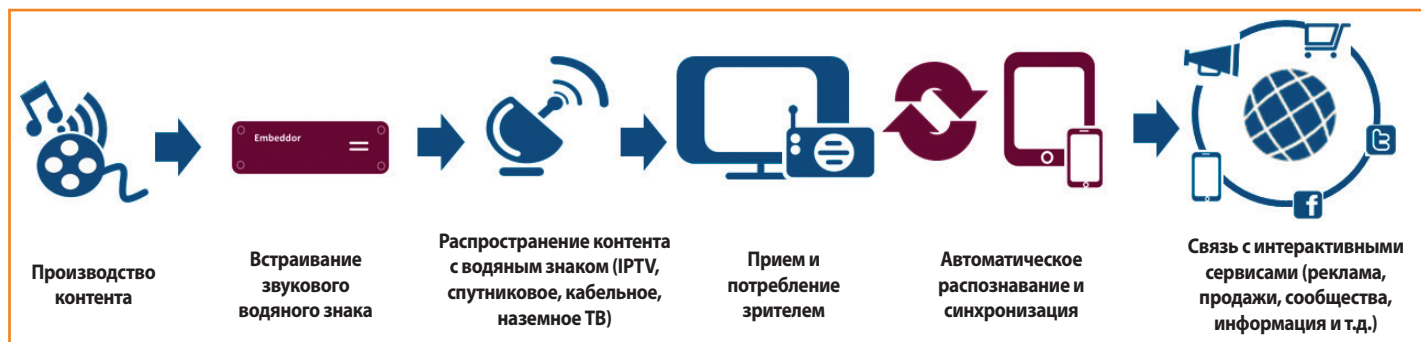 Embeddor
Производство
контента
Встраивание
звукового
водяного знака
Распространение контента
с водяным знаком (IPTV,
спутниковое, кабельное,
наземное ТВ)
Прием и
потребление
зрителем
Автоматическое
распознавание и
синхронизация
Связь с интерактивными
сервисами (реклама,
продажи, сообщества,
информация и т.д.)